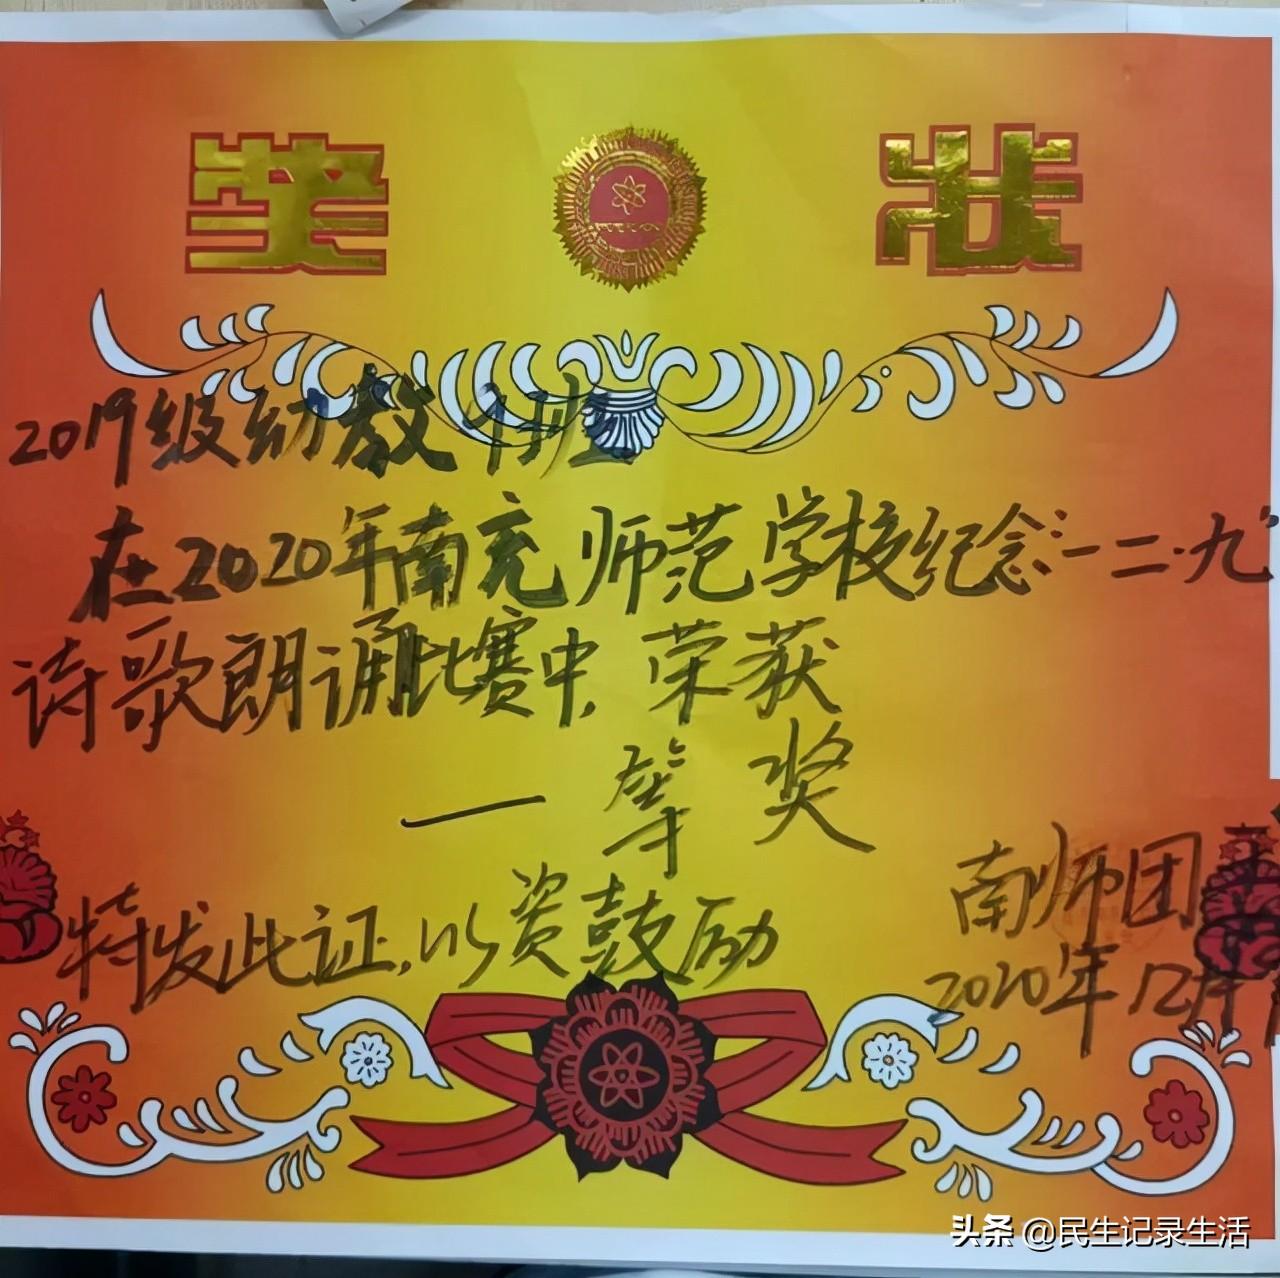 奖状
2019级幼教1班
在2020年南充师范学校纪念“一二·九”
诗歌朗诵比赛中,荣获
一等奖
特发此证,以资鼓励
南师团
2020年12月
头条 @民生记录生活